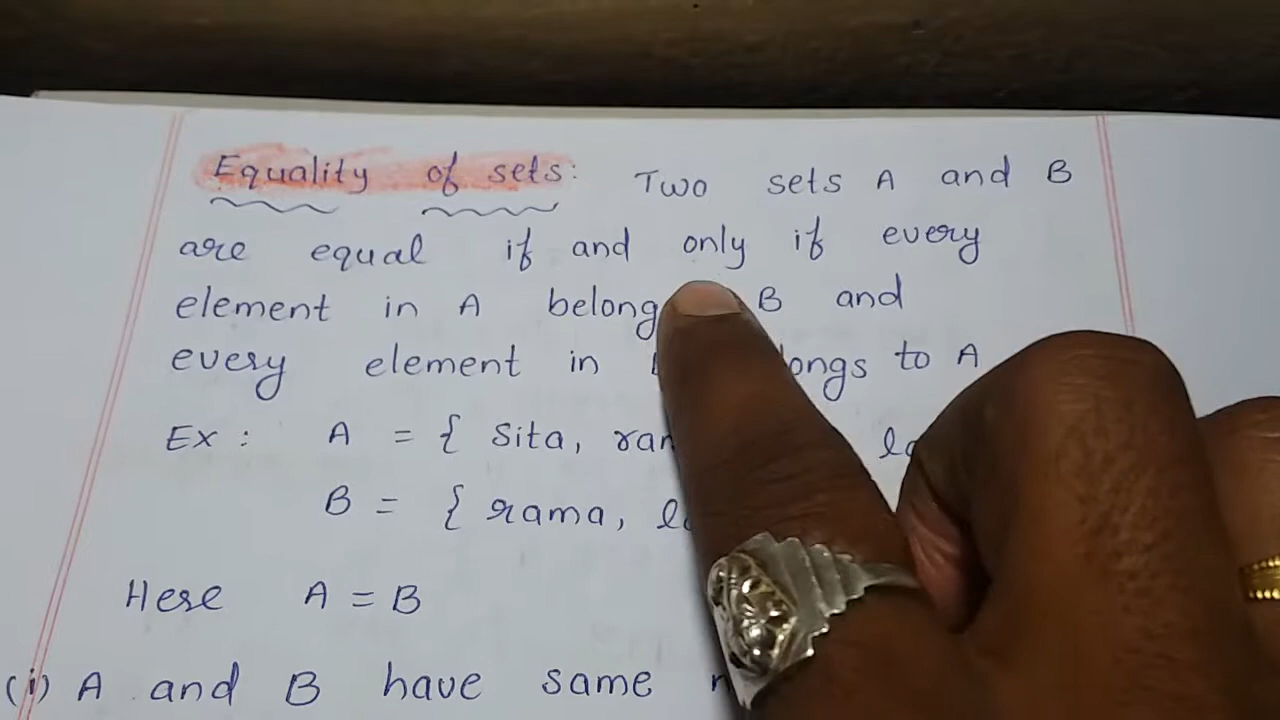 Equality of sets: Two sets A and B
are equal if and only if every
element in A belong B and
every element in longs to A
Ex : A = { Sita,
B = { rama,
Here A = B
(i) A and B have same